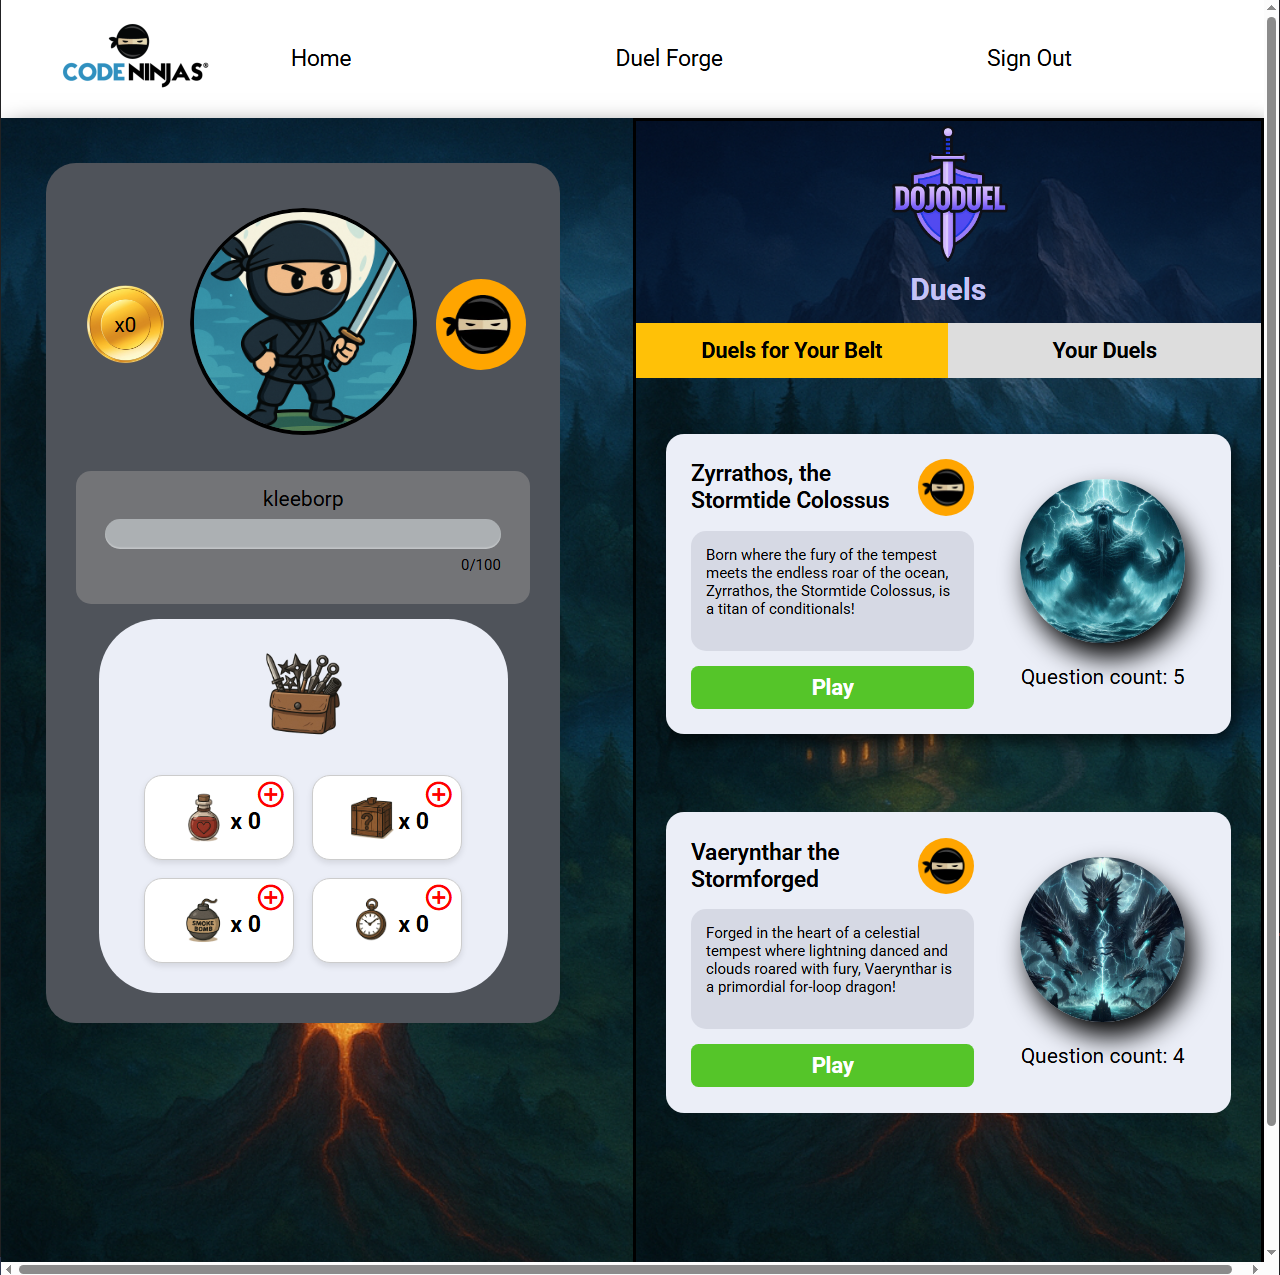 CODE NINJAS®
Home
Duel Forge
Sign Out
x0
kleeborp
0/100
x 0
x 0
SMOKE
BOMB
x 0
x 0
DOJODUEL
Duels
Duels for Your Belt
Your Duels
Zyrrathos, the
Stormtide Colossus
Born where the fury of the tempest
meets the endless roar of the ocean,
Zyrrathos, the Stormtide Colossus, is
a titan of conditionals!
Play
Question count: 5
Vaerynthar the
Stormforged
Forged in the heart of a celestial
tempest where lightning danced and
clouds roared with fury, Vaerynthar is
a primordial for-loop dragon!
Play
Question count: 4